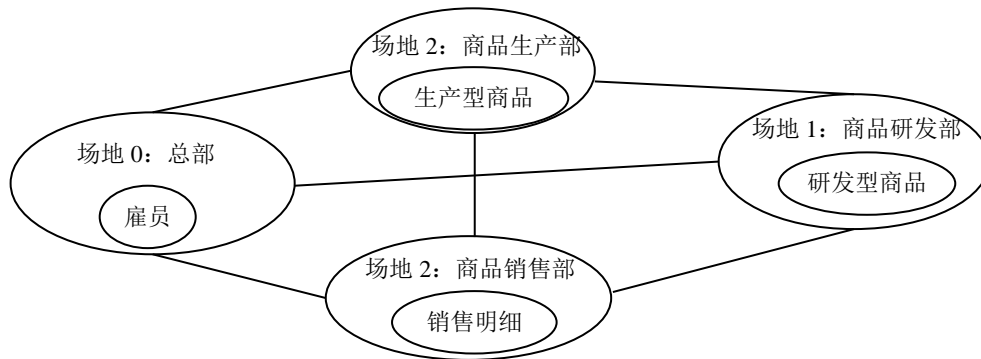 场地 2：商品生产部
生产型商品
场地 0：总部
雇员
场地 1：商品研发部
研发型商品
场地 2：商品销售部
销售明细